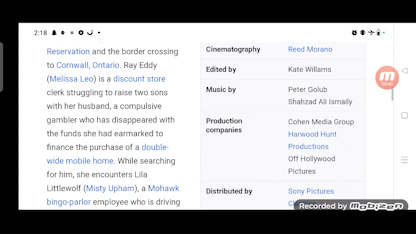 2:18
Reservation and the border crossing
to Cornwall, Ontario. Ray Eddy
(Melissa Leo) is a discount store
clerk struggling to raise two sons
with her husband, a compulsive
gambler who has disappeared with
the funds she had earmarked to
finance the purchase of a double-
wide mobile home. While searching
for him, she encounters Lila
Littlewolf (Misty Upham), a Mohawk
bingo-parlor employee who is driving
Cinematography Reed Morano
Edited by Kate Willams
Music by Peter Golub
Shahzad Ali Ismaily
Production Cohen Media Group
companies Harwood Hunt
Productions
Off Hollywood
Pictures
Distributed by Sony Pictures
Recorded by Mobizen